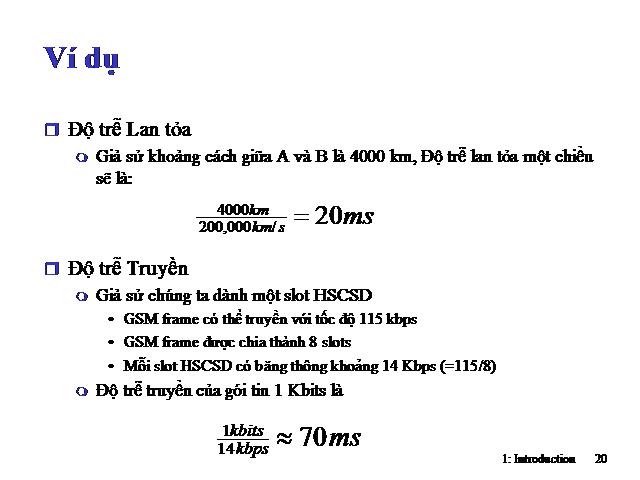 Ví dụ
❒ Độ trễ Lan tỏa
❍ Giả sử khoảng cách giữa A và B là 4000 km, Độ trễ lan tỏa một chiều
sẽ là:
4000km
200,000km/s = 20ms
❒ Độ trễ Truyền
❍ Giả sử chúng ta dành một slot HSCSD
• GSM frame có thể truyền với tốc độ 115 kbps
• GSM frame được chia thành 8 slots
• Mỗi slot HSCSD có băng thông khoảng 14 Kbps (=115/8)
❍ Độ trễ truyền của gói tin 1 Kbits là
1kbits
14kbps ≈ 70ms
1: Introduction 20